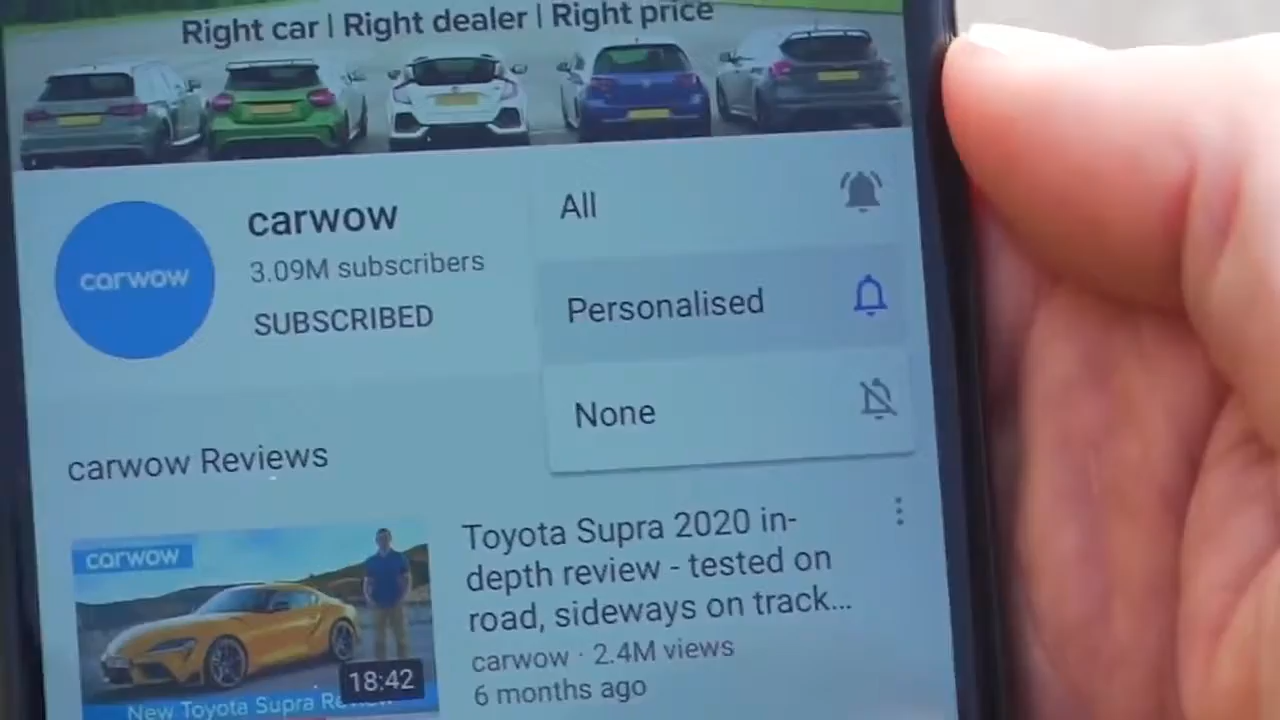 Right car | Right dealer | Right price
carwow
carwow
3.09M subscribers
SUBSCRIBED
All
Personalised
None
carwow Reviews
carwow
18:42
New Toyota Supra Review
Toyota Supra 2020 in-
depth review - tested on
road, sideways on track...
carwow · 2.4M views
6 months ago